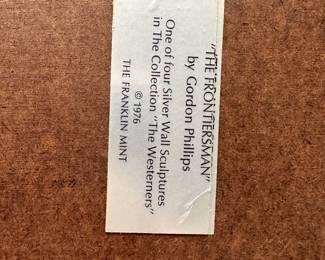 "THE FRONTIERSMAN"
by Gordon Phillips
One of four Silver Wall Sculptures
in The Collection "The Westerners"
© 1976
THE FRANKLIN MINT